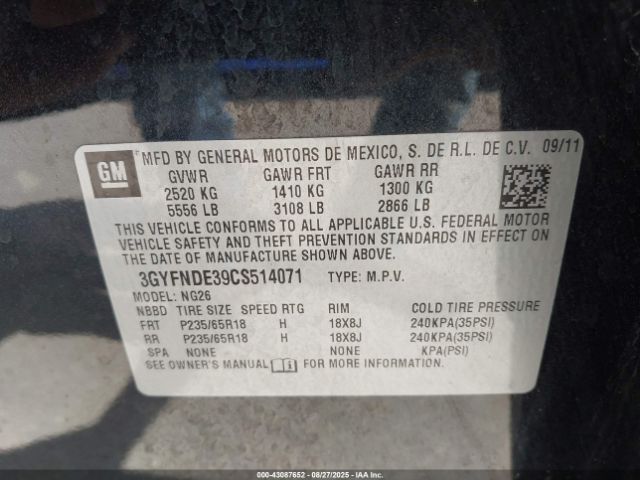 GM
MFD BY GENERAL MOTORS DE MEXICO, S. DE R.L. DE C.V. 09/11
GVWR GAWR FRT GAWR RR
2520 KG 1410 KG 1300 KG
5556 LB 3108 LB 2866 LB
THIS VEHICLE CONFORMS TO ALL APPLICABLE U.S. FEDERAL MOTOR
VEHICLE SAFETY AND THEFT PREVENTION STANDARDS IN EFFECT ON
THE DATE OF MANUFACTURE SHOWN ABOVE.
3GYFNDE39CS514071 TYPE: M.P.V.
MODEL: NG26
NBBD TIRE SIZE SPEED RTG RIM COLD TIRE PRESSURE
FRT P235/65R18 H 18X8J 240KPA(35PSI)
RR P235/65R18 H 18X8J 240KPA(35PSI)
SPA NONE NONE KPA(PSI)
SEE OWNER'S MANUAL FOR MORE INFORMATION.
000-43087652 - 08/27/2025 - COPYRIGHT IAA, LLC.